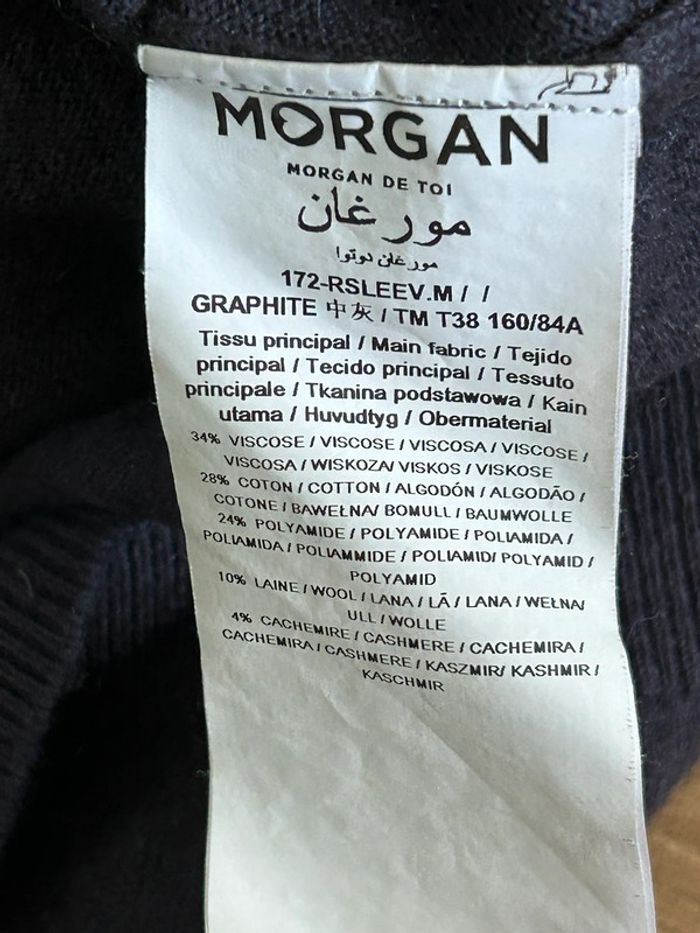 MORGAN
MORGAN DE TOI
مورغان
مورغان دوتوا
172-RSLEEV.M / /
GRAPHITE 中灰 / TM T38 160/84A
Tissu principal / Main fabric / Tejido
principal / Tecido principal / Tessuto
principale / Tkanina podstawowa / Kain
utama / Huvudtyg / Obermaterial
34% VISCOSE / VISCOSE / VISCOSA / VISCOSE /
VISCOSA / WISKOZA/ VISKOS / VISKOSE
28% COTON / COTTON / ALGODÓN / ALGODÃO /
COTONE / BAWEŁNA/ BOMULL / BAUMWOLLE
24% POLYAMIDE / POLYAMIDE / POLIAMIDA /
POLIAMIDA / POLIAMMIDE / POLIAMID/ POLYAMID /
POLYAMID
10% LAINE / WOOL / LANA / LÃ / LANA / WEŁNA/
ULL / WOLLE
4% CACHEMIRE / CASHMERE / CACHEMIRA /
CACHEMIRA / CASHMERE / KASZMIR/ KASHMIR /
KASCHMIR